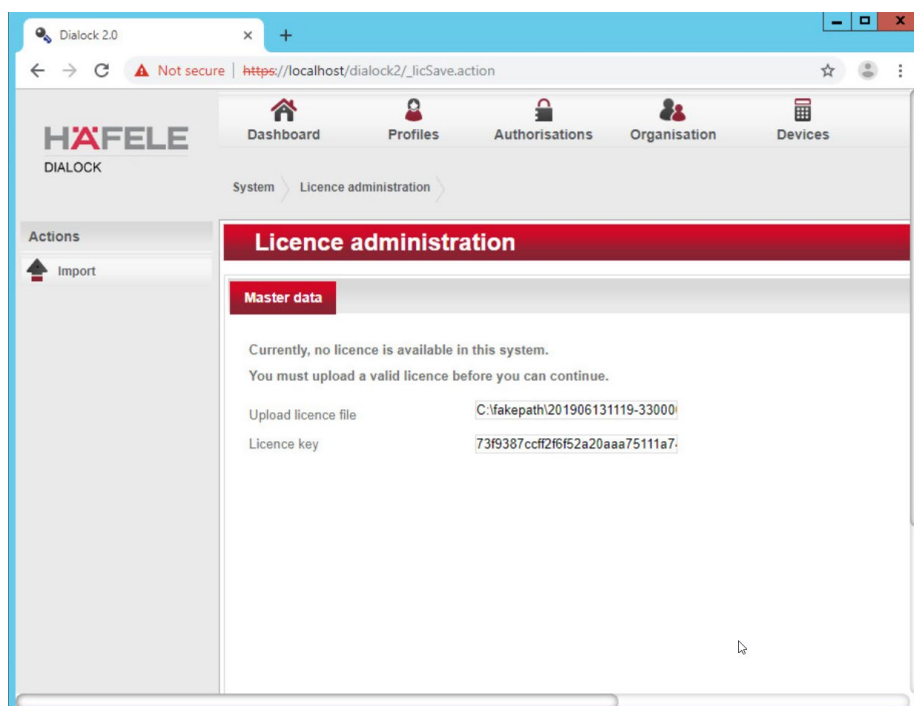 Dialock 2.0
Not secure | https://localhost/dialock2/_licSave.action
HÄFELE
DIALOCK
Dashboard Profiles Authorisations Organisation Devices
System Licence administration
Actions
Import
Licence administration
Master data
Currently, no licence is available in this system.
You must upload a valid licence before you can continue.
Upload licence file C:\fakepath\201906131119-33000
Licence key 73f9387ccff2f6f52a20aaa75111a7